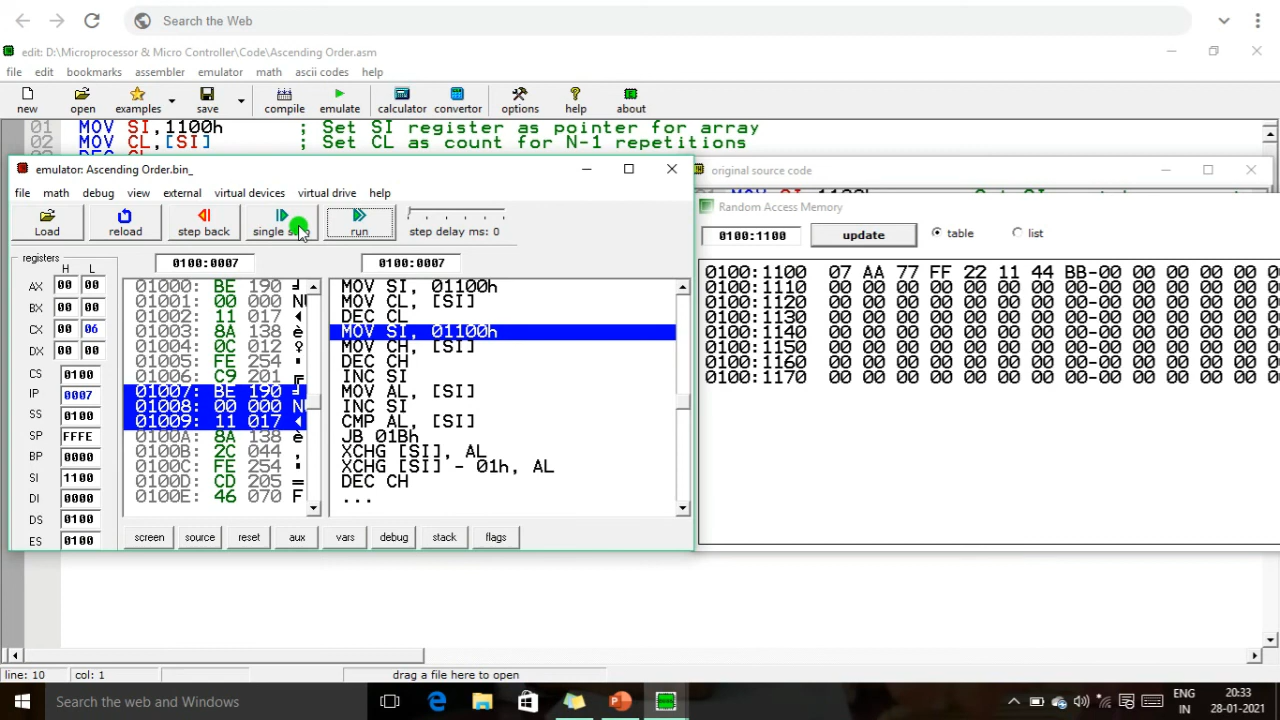 Search the Web
edit: D:\Microprocessor & Micro Controller\Code\Ascending Order.asm
file edit bookmarks assembler emulator math ascii codes help
new open examples save compile emulate calculator convertor options help about
01 MOV SI,1100h ; Set SI register as pointer for array
02 MOV CL,[SI] ; Set CL as count for N-1 repetitions
emulator: Ascending Order.bin_
original source code
file math debug view external virtual devices virtual drive help
Load reload step back single run step delay ms: 0
registers
H L
0100:0007
0100:0007
AX 00 00
BX 00 00
CX 00 06
DX 00 00
CS 0100
IP 0007
SS 0100
SP FFFE
BP 0000
SI 1100
DI 0000
DS 0100
ES 0100
01000: BE 190 ╛
01001: 00 000 NU
01002: 11 017 ◄
01003: 8A 138 è
01004: 0C 012 ♀
01005: FE 254 ■
01006: C9 201 ╔
01007: BE 190 ╛
01008: 00 000 NU
01009: 11 017 ◄
0100A: 8A 138 è
0100B: 2C 044 ,
0100C: FE 254 ■
0100D: CD 205 =
0100E: 46 070 F
MOV SI, 01100h
MOV CL, [SI]
DEC CL
MOV SI, 01100h
MOV CH, [SI]
DEC CH
INC SI
MOV AL, [SI]
INC SI
CMP AL, [SI]
JB 01Bh
XCHG [SI], AL
XCHG [SI] - 01h, AL
DEC CH
...
screen source reset aux vars debug stack flags
Random Access Memory
0100:1100 update table list
0100:1100 07 AA 77 FF 22 11 44 BB-00 00 00 00 0
0100:1110 00 00 00 00 00 00 00 00-00 00 00 00 0
0100:1120 00 00 00 00 00 00 00 00-00 00 00 00 0
0100:1130 00 00 00 00 00 00 00 00-00 00 00 00 0
0100:1140 00 00 00 00 00 00 00 00-00 00 00 00 0
0100:1150 00 00 00 00 00 00 00 00-00 00 00 00 0
0100:1160 00 00 00 00 00 00 00 00-00 00 00 00 0
0100:1170 00 00 00 00 00 00 00 00-00 00 00 00 0
line: 10 col: 1 drag a file here to open
Search the web and Windows
ENG
IN
20:33
28-01-2021